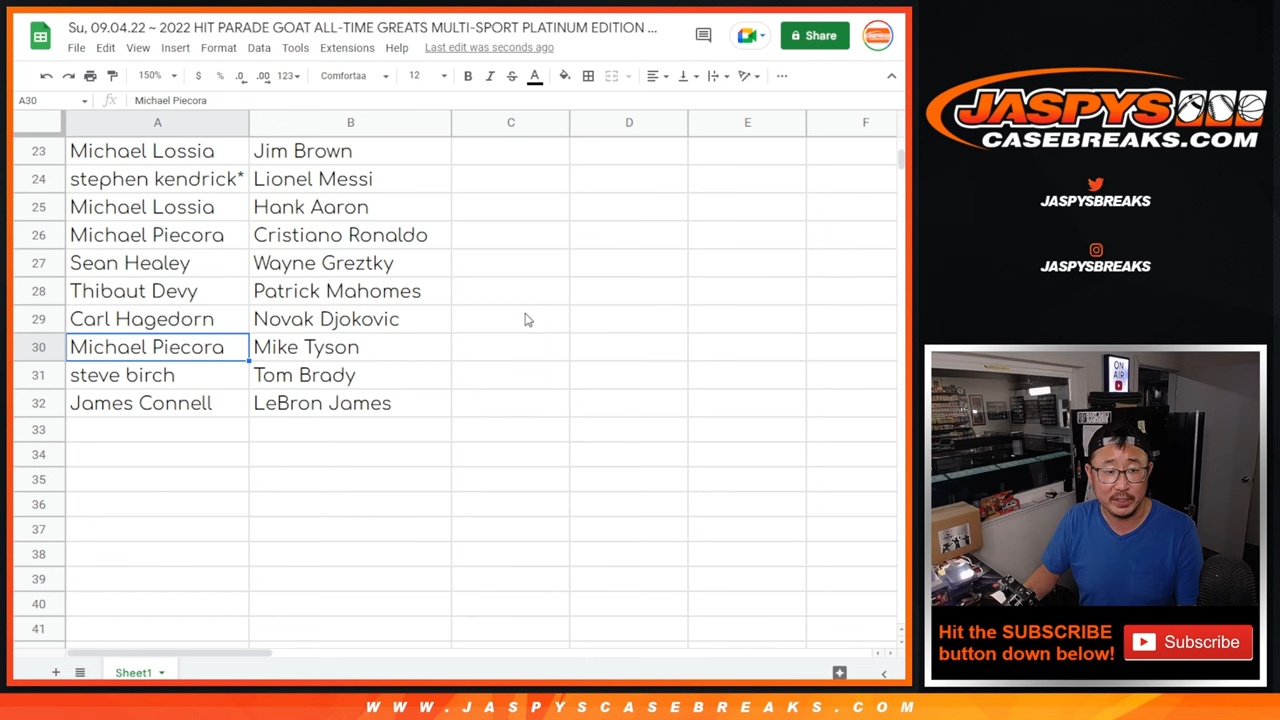 Su, 09.04.22 ~ 2022 HIT PARADE GOAT ALL-TIME GREATS MULTI-SPORT PLATINUM EDITION ...
File Edit View Insert Format Data Tools Extensions Help Last edit was seconds ago
Share
150% $ % .0 .00 123 Comfortaa 12 B I S A
A30 fx Michael Piecora
A B C D E F
23 Michael Lossia Jim Brown
24 stephen kendrick* Lionel Messi
25 Michael Lossia Hank Aaron
26 Michael Piecora Cristiano Ronaldo
27 Sean Healey Wayne Greztky
28 Thibaut Devy Patrick Mahomes
29 Carl Hagedorn Novak Djokovic
30 Michael Piecora Mike Tyson
31 steve birch Tom Brady
32 James Connell LeBron James
33
34
35
36
37
38
39
40
41
Sheet1
JASPYS
CASEBREAKS.COM
JASPYSBREAKS
JASPYSBREAKS
ON
AIR
Hit the SUBSCRIBE
button down below!
Subscribe
WWW.JASPYSCASEBREAKS.COM